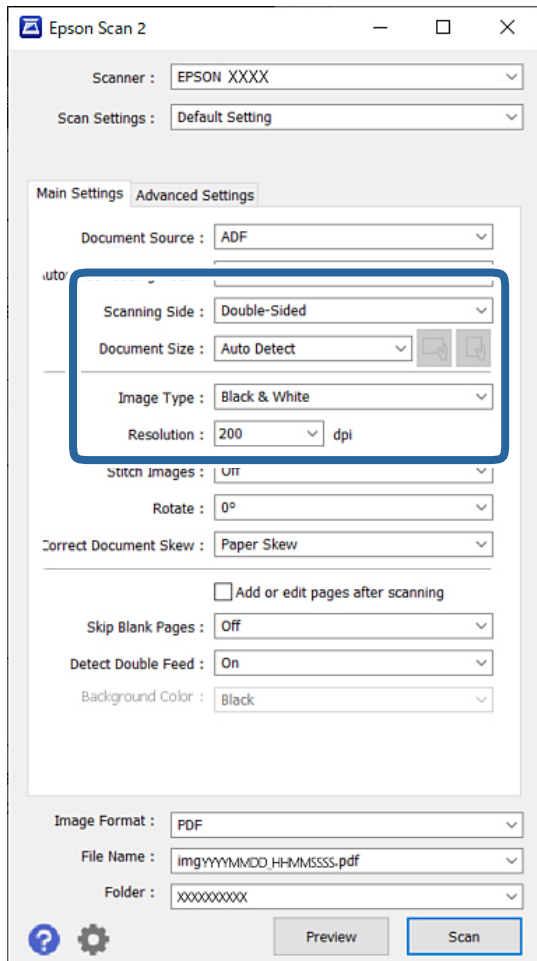 Epson Scan 2
Scanner : EPSON XXXX
Scan Settings : Default Setting
Main Settings Advanced Settings
Document Source : ADF
Scanning Side : Double-Sided
Document Size : Auto Detect
Image Type : Black & White
Resolution : 200 dpi
Stitch Images : Off
Rotate : 0°
Correct Document Skew : Paper Skew
Add or edit pages after scanning
Skip Blank Pages : Off
Detect Double Feed : On
Background Color : Black
Image Format : PDF
File Name : imgYYYYMMDD_HHMMSSSS.pdf
Folder : XXXXXXXXXX
Preview Scan